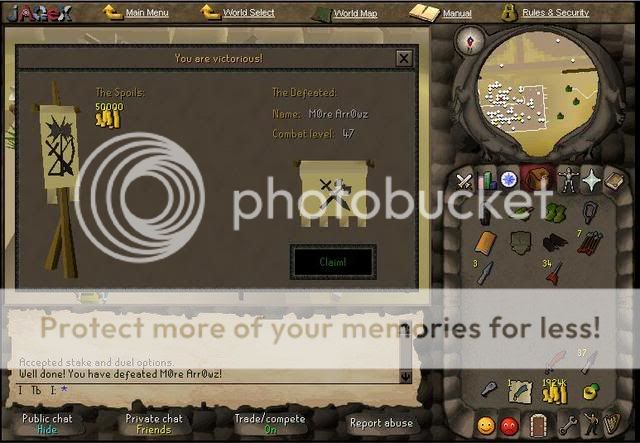 JAGeX Main Menu World Select World Map Manual Rules & Security
You are victorious!
The Spoils:
50000
The Defeated:
Name: M0re Arr0wz
Combat level: 47
Claim!
photobucket
Protect more of your memories for less!
7
3
34
Accepted stake and duel options.
Well done! You have defeated M0re Arr0wz!
37
1924K
Public chat
Hide
Private chat
Friends
Trade/compete
On
Report abuse